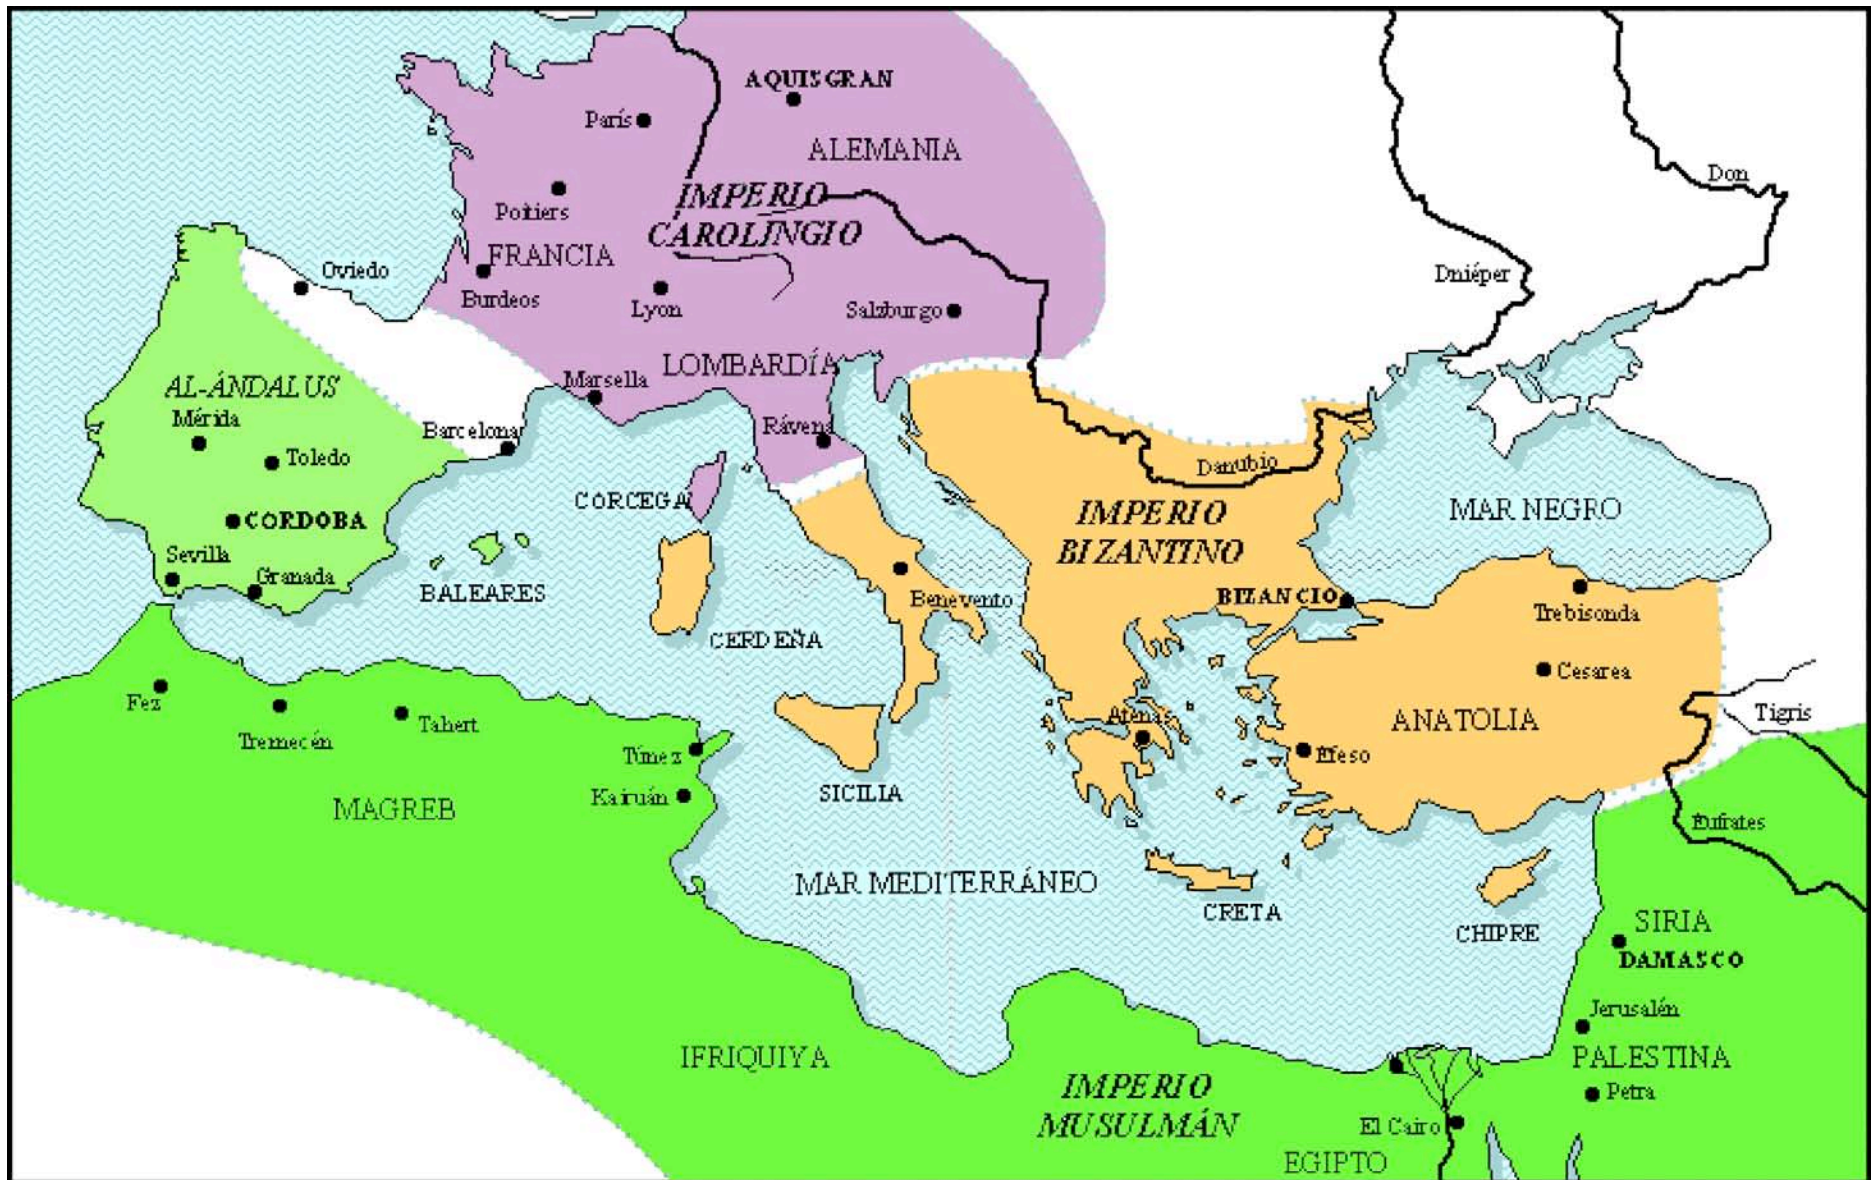 AQUISGRAN
París
ALEMANIA
Don
IMPERIO
CAROLINGIO
Poitiers
FRANCIA
Oviedo
Burdeos
Lyon
Salzburgo
Dniéper
LOMBARDÍA
AL-ÁNDALUS
Marsella
Mérida
Barcelona
Rávena
Toledo
Danubio
CORCEGA
CORDOBA
IMPERIO
BIZANTINO
MAR NEGRO
Sevilla
Granada
BALEARES
Benevento
BIZANCIO
Trebisonda
CERDEÑA
Cesarea
Fez
Tremecén
Tahert
Atenas
ANATOLIA
Tigris
Túnez
Efeso
Kairuán
SICILIA
MAGREB
Eufrates
MAR MEDITERRÁNEO
CRETA
CHIPRE
SIRIA
DAMASCO
Jerusalén
IFRIQUIYA
PALESTINA
IMPERIO
MUSULMÁN
Petra
El Cairo
EGIPTO